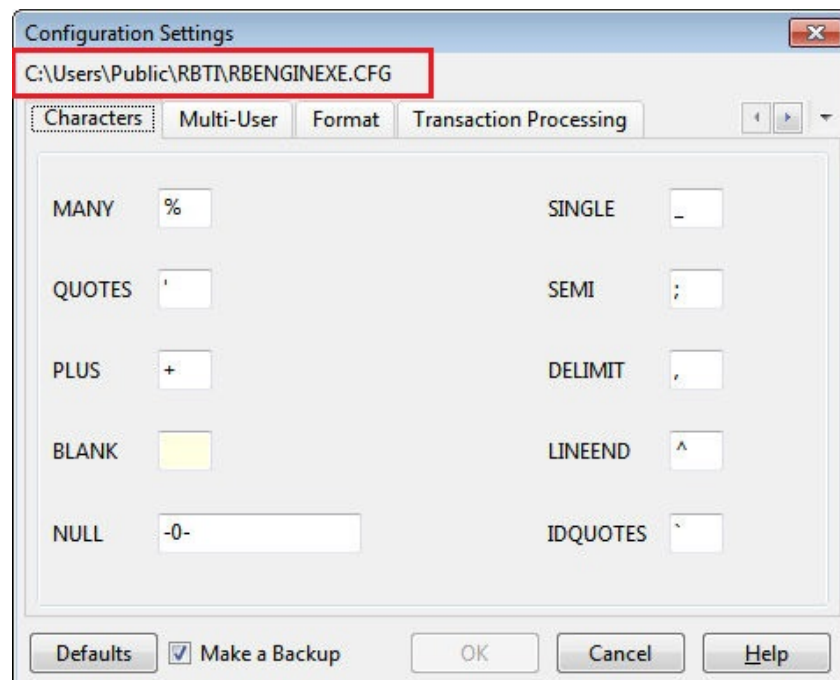 Configuration Settings
C:\Users\Public\RBTI\RBENGINEXE.CFG
Characters Multi-User Format Transaction Processing
MANY % SINGLE _
QUOTES ' SEMI ;
PLUS + DELIMIT ,
BLANK LINEEND ^
NULL -0- IDQUOTES `
Defaults Make a Backup OK Cancel Help